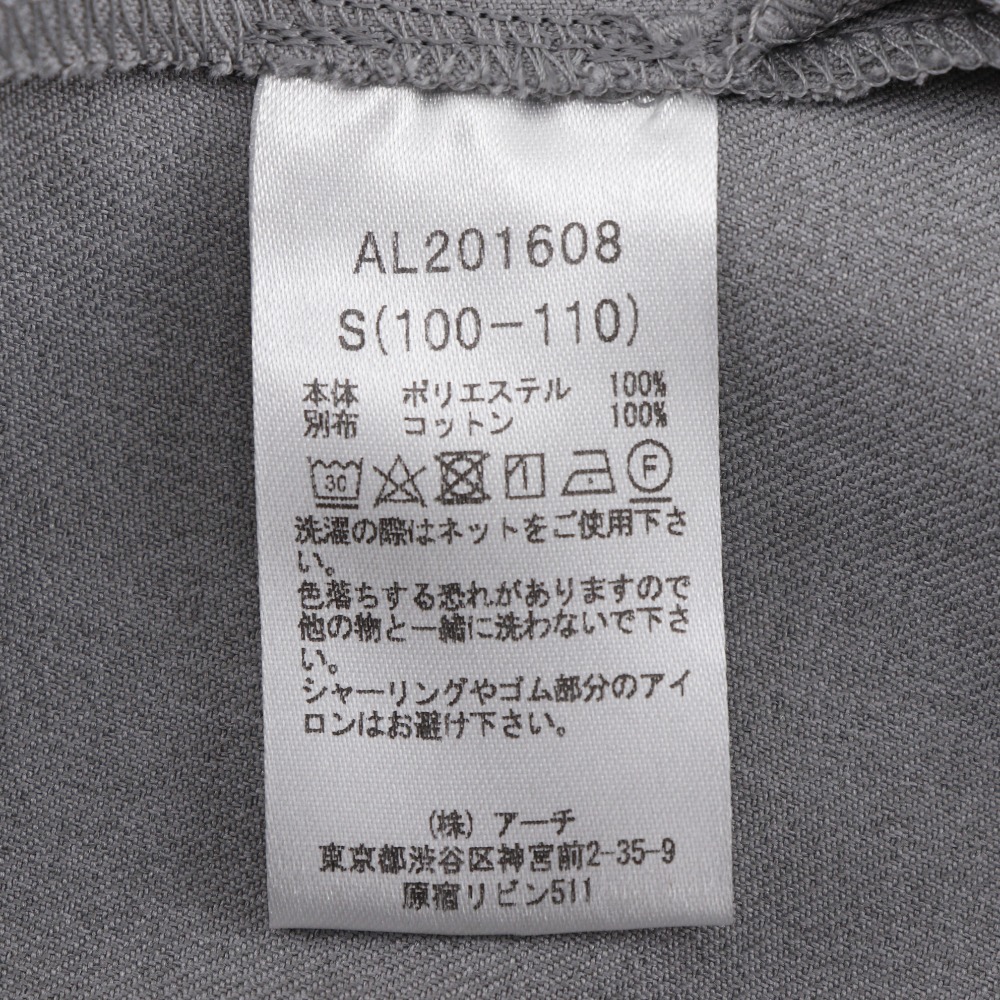 AL201608
S(100-110)
本体 ポリエステル 100%
別布 コットン 100%
30 F
洗濯の際はネットをご使用下さ
い。
色落ちする恐れがありますので
他の物と一緒に洗わないで下さ
い。
シャーリングやゴム部分のアイ
ロンはお避け下さい。
(株) アーチ
東京都渋谷区神宮前2-35-9
原宿リビン511